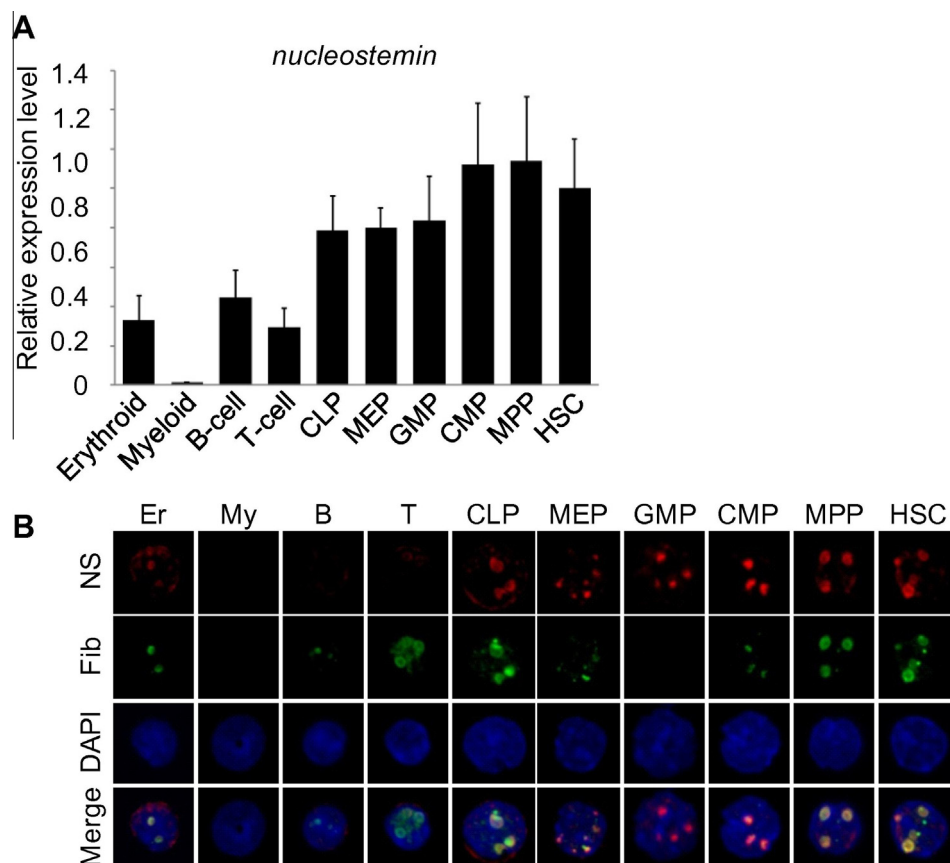 A
nucleostemin
Relative expression level
1.4
1.2
1.0
0.8
0.6
0.4
0.2
0
Erythroid
Myeloid
B-cell
T-cell
CLP
MEP
GMP
CMP
MPP
HSC
B
Er My B T CLP MEP GMP CMP MPP HSC
NS
Fib
DAPI
Merge